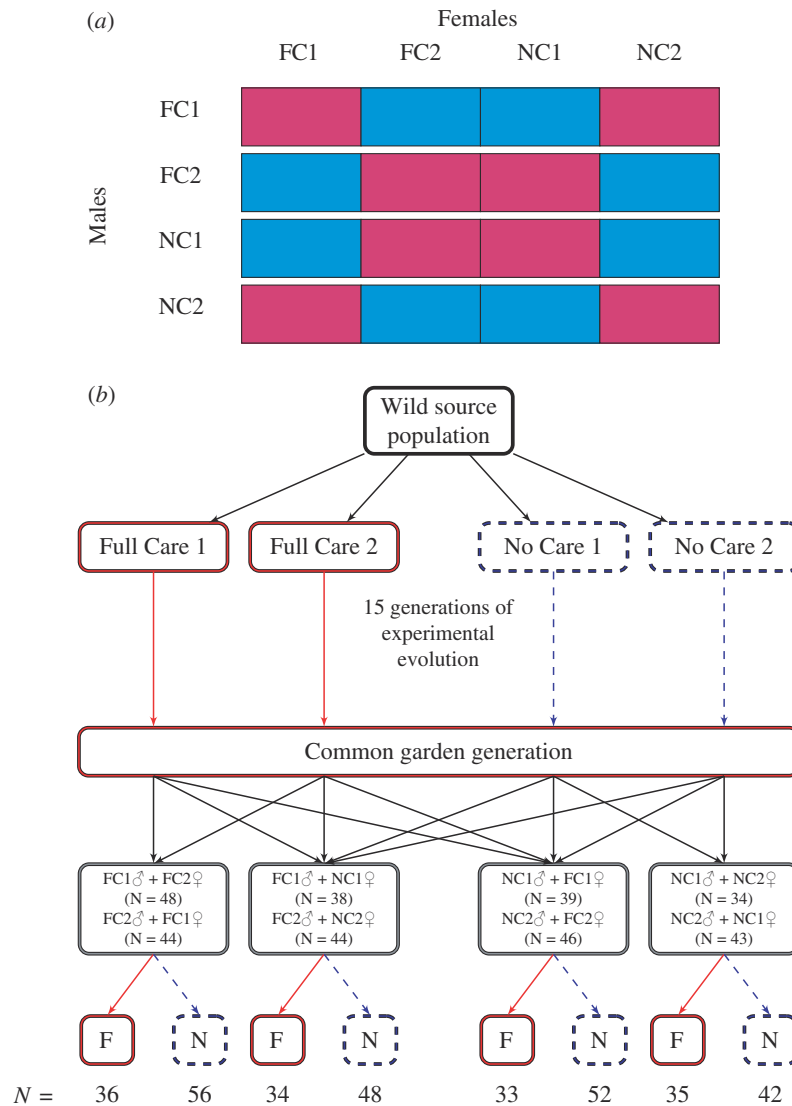 (a)
Females
FC1 FC2 NC1 NC2
Males
FC1
FC2
NC1
NC2
(b)
Wild source
population
Full Care 1 Full Care 2 No Care 1 No Care 2
15 generations of
experimental
evolution
Common garden generation
FC1♂ + FC2♀
(N = 48)
FC2♂ + FC1♀
(N = 44)
FC1♂ + NC1♀
(N = 38)
FC2♂ + NC2♀
(N = 44)
NC1♂ + FC1♀
(N = 39)
NC2♂ + FC2♀
(N = 46)
NC1♂ + NC2♀
(N = 34)
NC2♂ + NC1♀
(N = 43)
F N F N F N F N
N = 36 56 34 48 33 52 35 42